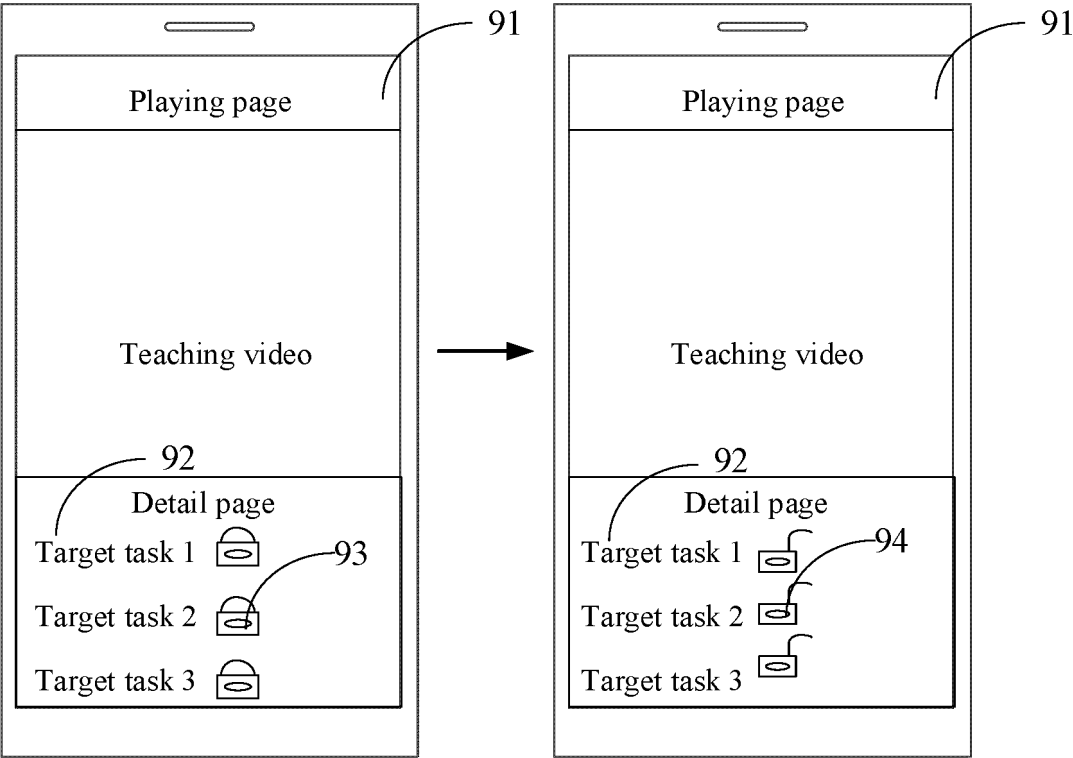 91
Playing page
Teaching video
92
Detail page
Target task 1
93
Target task 2
Target task 3
91
Playing page
Teaching video
92
Detail page
Target task 1
94
Target task 2
Target task 3